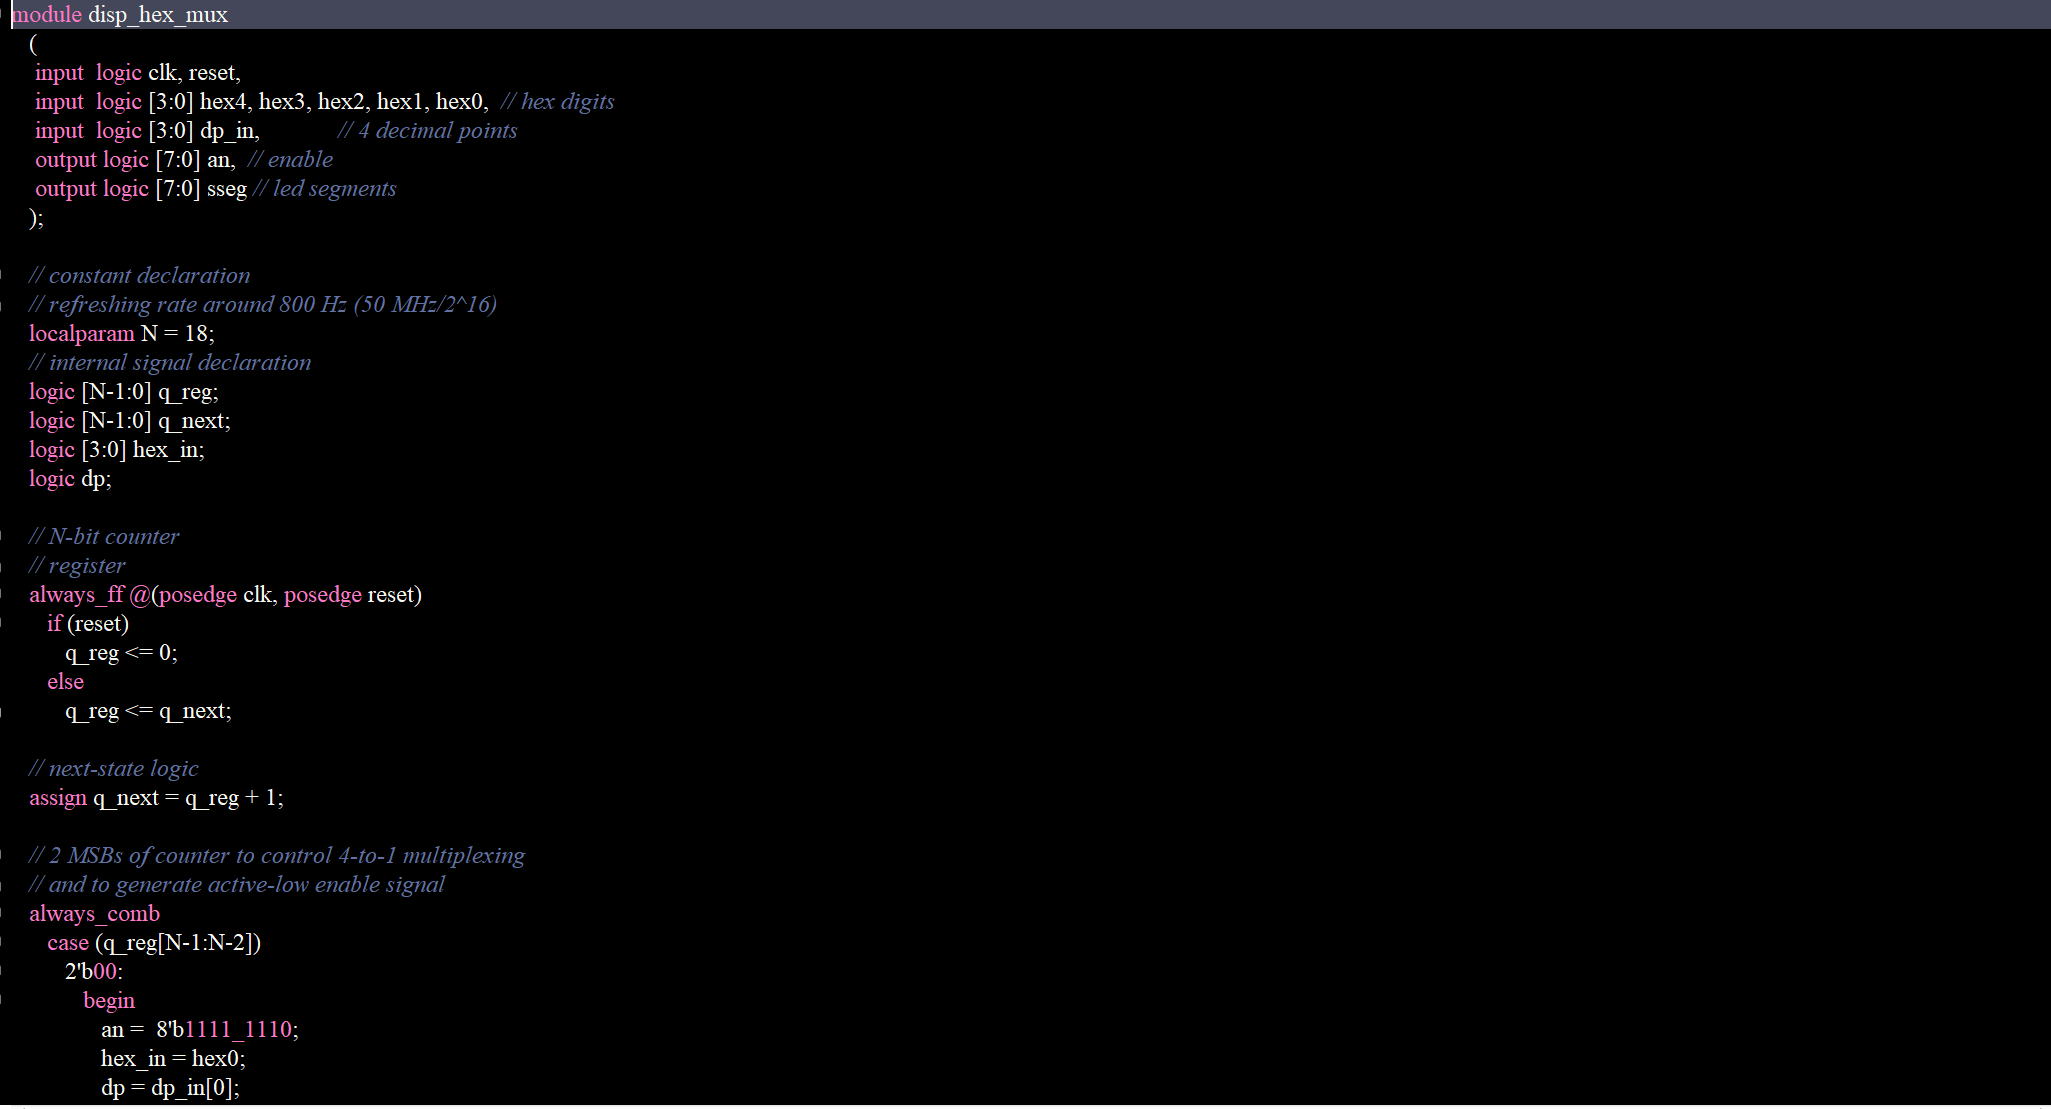 module disp_hex_mux
(
input  logic clk, reset,
input  logic [3:0] hex4, hex3, hex2, hex1, hex0,  // hex digits
input  logic [3:0] dp_in,             // 4 decimal points
output logic [7:0] an,  // enable
output logic [7:0] sseg // led segments
);
// constant declaration
// refreshing rate around 800 Hz (50 MHz/2^16)
localparam N = 18;
// internal signal declaration
logic [N-1:0] q_reg;
logic [N-1:0] q_next;
logic [3:0] hex_in;
logic dp;
// N-bit counter
// register
always_ff @(posedge clk, posedge reset)
if (reset)
q_reg <= 0;
else
q_reg <= q_next;
// next-state logic
assign q_next = q_reg + 1;
// 2 MSBs of counter to control 4-to-1 multiplexing
// and to generate active-low enable signal
always_comb
case (q_reg[N-1:N-2])
2'b00:
begin
an =  8'b1111_1110;
hex_in = hex0;
dp = dp_in[0];